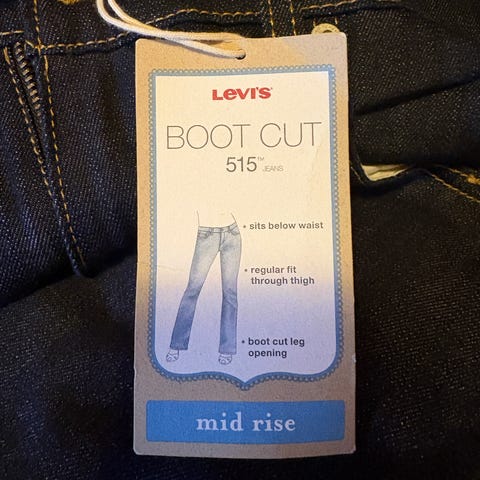 LEVI'S
BOOT CUT
515™ JEANS
• sits below waist
• regular fit
through thigh
• boot cut leg
opening
mid rise